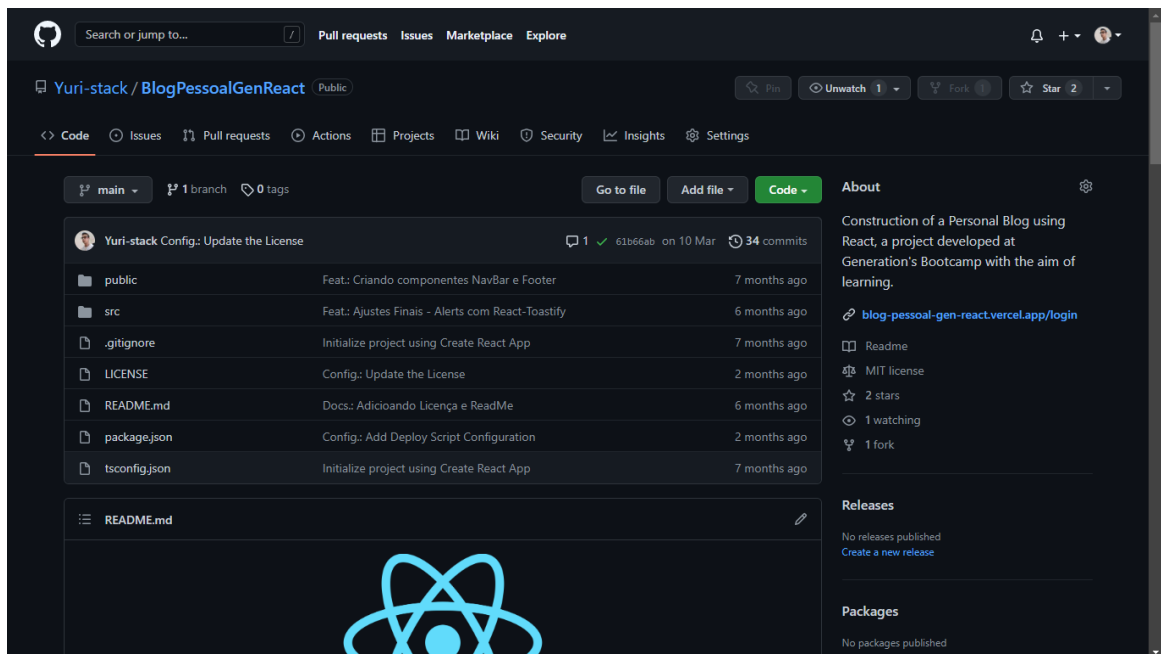 Search or jump to... / Pull requests Issues Marketplace Explore
Yuri-stack / BlogPessoalGenReact Public Pin Unwatch 1 Fork 1 Star 2
Code Issues Pull requests Actions Projects Wiki Security Insights Settings
main 1 branch 0 tags Go to file Add file Code
Yuri-stack Config.: Update the License 1 61b66ab on 10 Mar 34 commits
public Feat.: Criando componentes NavBar e Footer 7 months ago
src Feat.: Ajustes Finais - Alerts com React-Toastify 6 months ago
.gitignore Initialize project using Create React App 7 months ago
LICENSE Config.: Update the License 2 months ago
README.md Docs.: Adicioando Licença e ReadMe 6 months ago
package.json Config.: Add Deploy Script Configuration 2 months ago
tsconfig.json Initialize project using Create React App 7 months ago
README.md
About
Construction of a Personal Blog using
React, a project developed at
Generation's Bootcamp with the aim of
learning.
blog-pessoal-gen-react.vercel.app/login
Readme
MIT license
2 stars
1 watching
1 fork
Releases
No releases published
Create a new release
Packages
No packages published